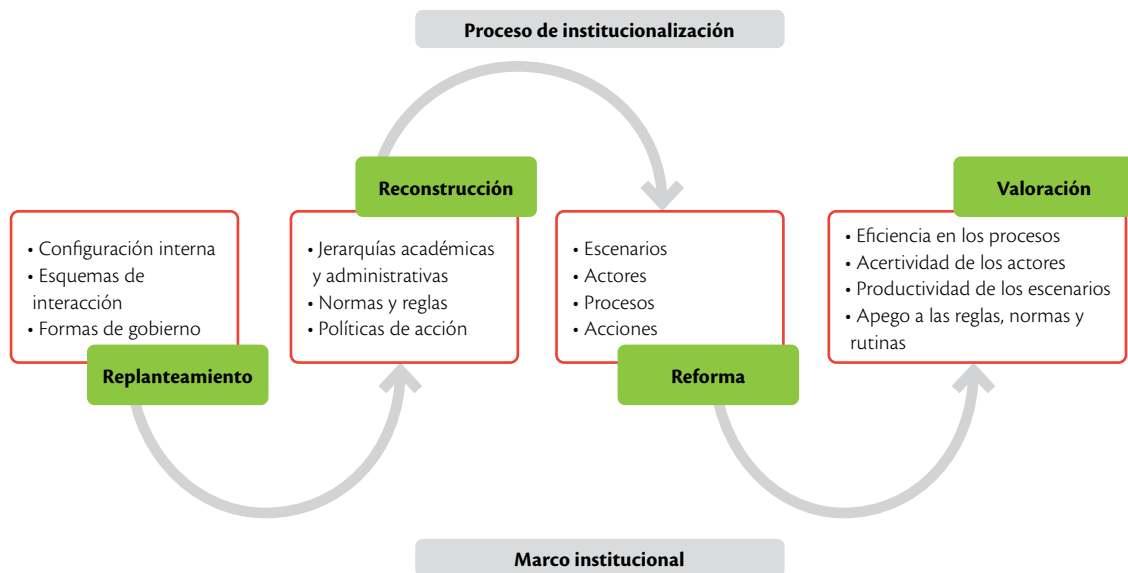 Proceso de institucionalización
Reconstrucción
Valoración
• Configuración interna
• Esquemas de
interacción
• Formas de gobierno
Replanteamiento
• Jerarquías académicas
y administrativas
• Normas y reglas
• Políticas de acción
• Escenarios
• Actores
• Procesos
• Acciones
Reforma
• Eficiencia en los procesos
• Acertividad de los actores
• Productividad de los escenarios
• Apego a las reglas, normas y
rutinas
Marco institucional